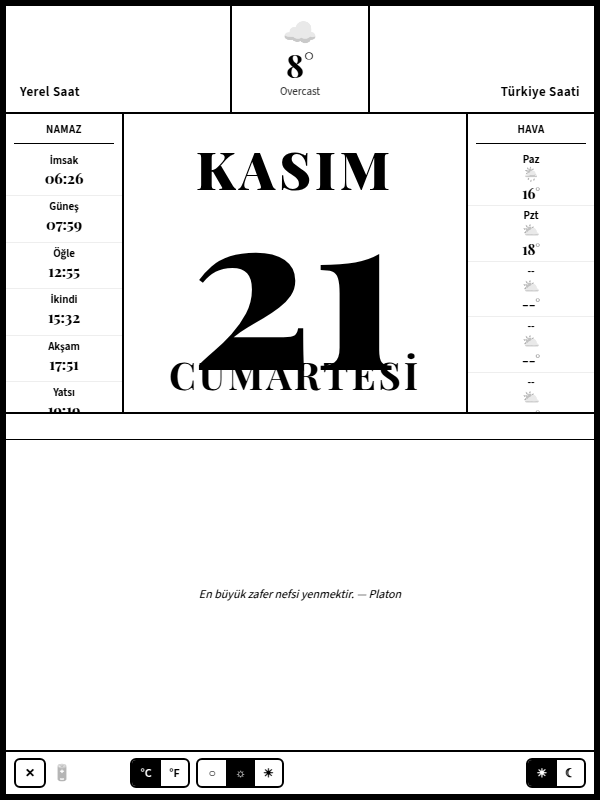 8°
Overcast
Yerel Saat
Türkiye Saati
NAMAZ
İmsak
06:26
Güneş
07:59
Öğle
12:55
İkindi
15:32
Akşam
17:51
Yatsı
KASIM
21
CUMARTESİ
HAVA
Paz
16°
Pzt
18°
--
--°
--
--°
--
En büyük zafer nefsi yenmektir. — Platon
°C
°F